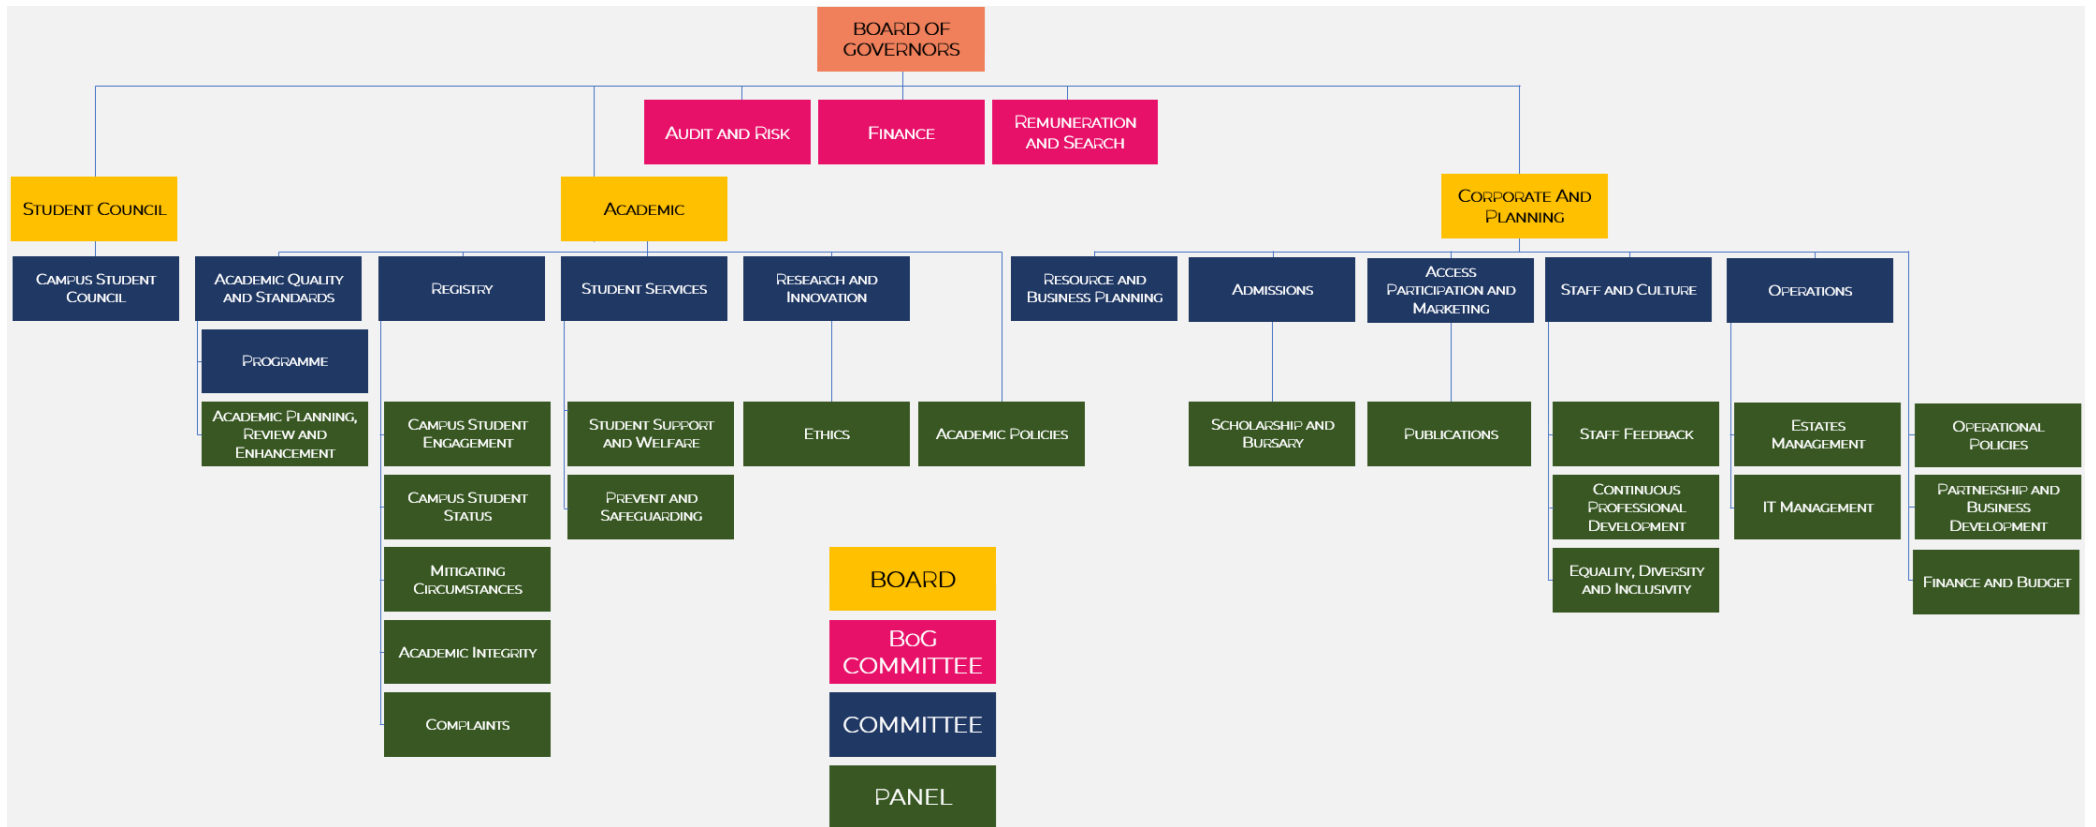 BOARD OF
GOVERNORS
AUDIT AND RISK
FINANCE
REMUNERATION
AND SEARCH
STUDENT COUNCIL
ACADEMIC
CORPORATE AND
PLANNING
CAMPUS STUDENT
COUNCIL
ACADEMIC QUALITY
AND STANDARDS
REGISTRY
STUDENT SERVICES
RESEARCH AND
INNOVATION
RESOURCE AND
BUSINESS PLANNING
ADMISSIONS
ACCESS
PARTICIPATION AND
MARKETING
STAFF AND CULTURE
OPERATIONS
PROGRAMME
ACADEMIC PLANNING,
REVIEW AND
ENHANCEMENT
CAMPUS STUDENT
ENGAGEMENT
STUDENT SUPPORT
AND WELFARE
ETHICS
ACADEMIC POLICIES
SCHOLARSHIP AND
BURSARY
PUBLICATIONS
STAFF FEEDBACK
ESTATES
MANAGEMENT
OPERATIONAL
POLICIES
CAMPUS STUDENT
STATUS
PREVENT AND
SAFEGUARDING
CONTINUOUS
PROFESSIONAL
DEVELOPMENT
IT MANAGEMENT
PARTNERSHIP AND
BUSINESS
DEVELOPMENT
MITIGATING
CIRCUMSTANCES
EQUALITY, DIVERSITY
AND INCLUSIVITY
FINANCE AND BUDGET
ACADEMIC INTEGRITY
COMPLAINTS
BOARD
BOG
COMMITTEE
COMMITTEE
PANEL